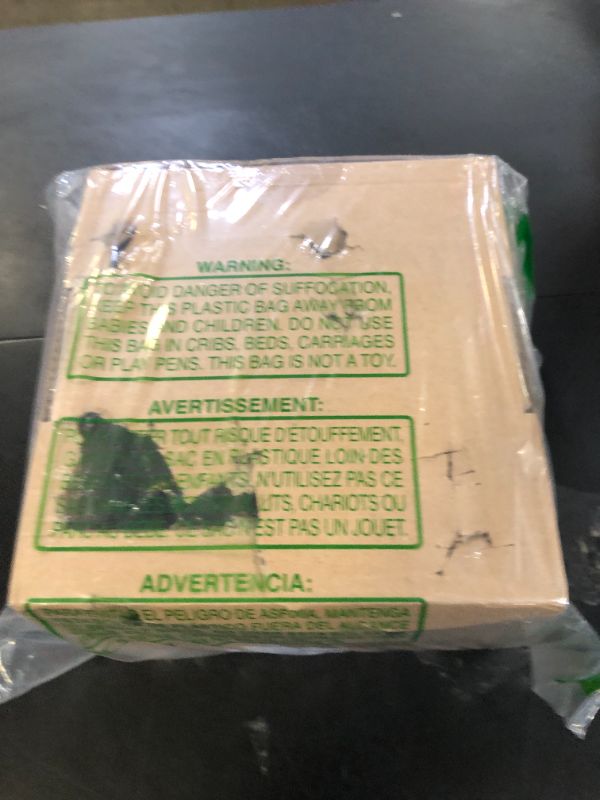 WARNING:
TO AVOID DANGER OF SUFFOCATION,
KEEP THIS PLASTIC BAG AWAY FROM
BABIES AND CHILDREN. DO NOT USE
THIS BAG IN CRIBS, BEDS, CARRIAGES
OR PLAY PENS. THIS BAG IS NOT A TOY.
AVERTISSEMENT:
TOUT RISQUE D'ÉTOUFFEMENT,
SAC EN PLASTIQUE LOIN DES
ENFANTS. N'UTILISEZ PAS CE
CHARIOTS OU
N'EST PAS UN JOUET.
ADVERTENCIA:
EL PELIGRO DE ASFIXIA, MANTENGA
FUERA DEL ALCANCE